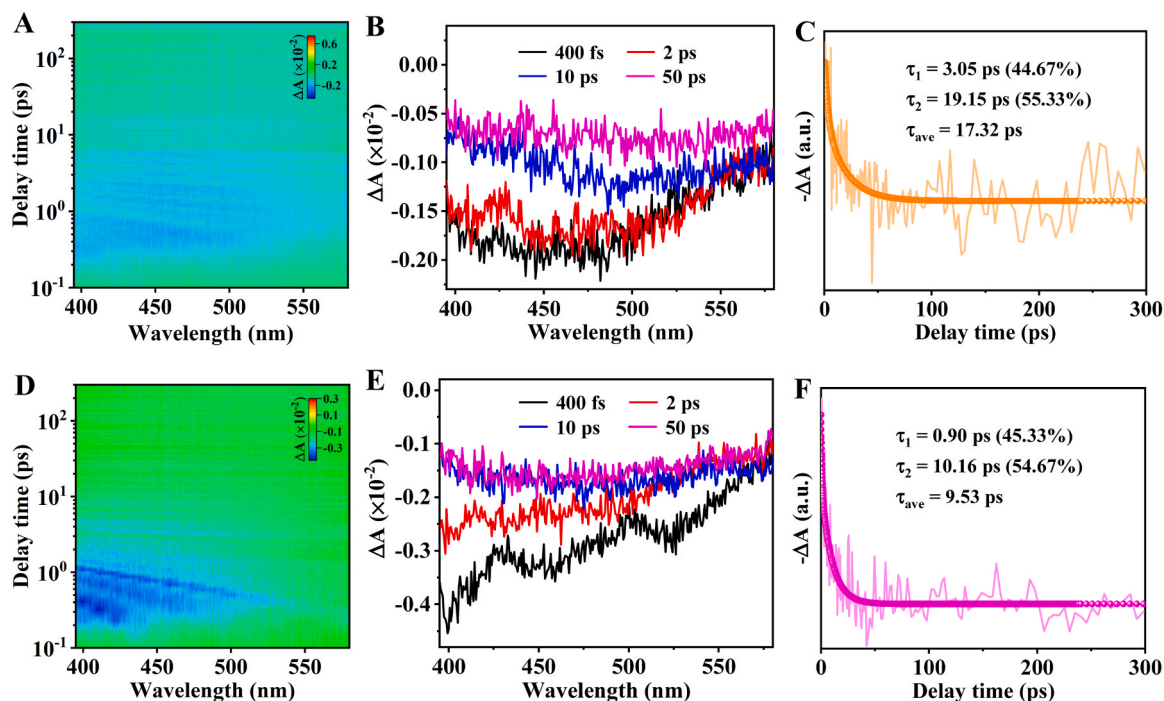 A
Delay time (ps)
10²
10¹
10⁰
10⁻¹
400
450
500
550
Wavelength (nm)
ΔA (×10⁻²)
0.6
-0.2
B
ΔA (×10⁻²)
0.00
-0.05
-0.10
-0.15
-0.20
400 fs
2 ps
10 ps
50 ps
400
450
500
550
Wavelength (nm)
C
-ΔA (a.u.)
τ₁ = 3.05 ps (44.67%)
τ₂ = 19.15 ps (55.33%)
τave = 17.32 ps
0
100
200
300
Delay time (ps)
D
Delay time (ps)
10²
10¹
10⁰
10⁻¹
400
450
500
550
Wavelength (nm)
ΔA (×10⁻²)
0.3
0.1
-0.1
-0.3
E
ΔA (×10⁻²)
0.0
-0.1
-0.2
-0.3
-0.4
400 fs
2 ps
10 ps
50 ps
400
450
500
550
Wavelength (nm)
F
-ΔA (a.u.)
τ₁ = 0.90 ps (45.33%)
τ₂ = 10.16 ps (54.67%)
τave = 9.53 ps
0
100
200
300
Delay time (ps)